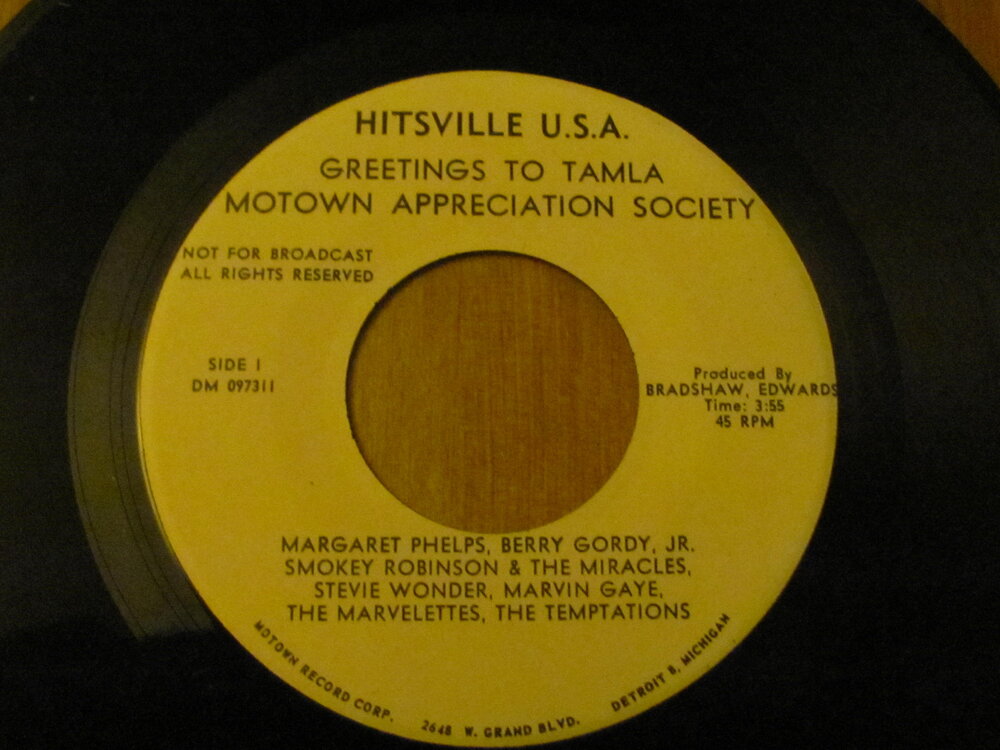 HITSVILLE U.S.A.
GREETINGS TO TAMLA
MOTOWN APPRECIATION SOCIETY
NOT FOR BROADCAST
ALL RIGHTS RESERVED
SIDE 1
DM 097311
Produced By
BRADSHAW, EDWARDS
Time: 3:55
45 RPM
MARGARET PHELPS, BERRY GORDY, JR.
SMOKEY ROBINSON & THE MIRACLES,
STEVIE WONDER, MARVIN GAYE,
THE MARVELETTES, THE TEMPTATIONS
MOTOWN RECORD CORP. 2648 W. GRAND BLVD. DETROIT 8, MICHIGAN